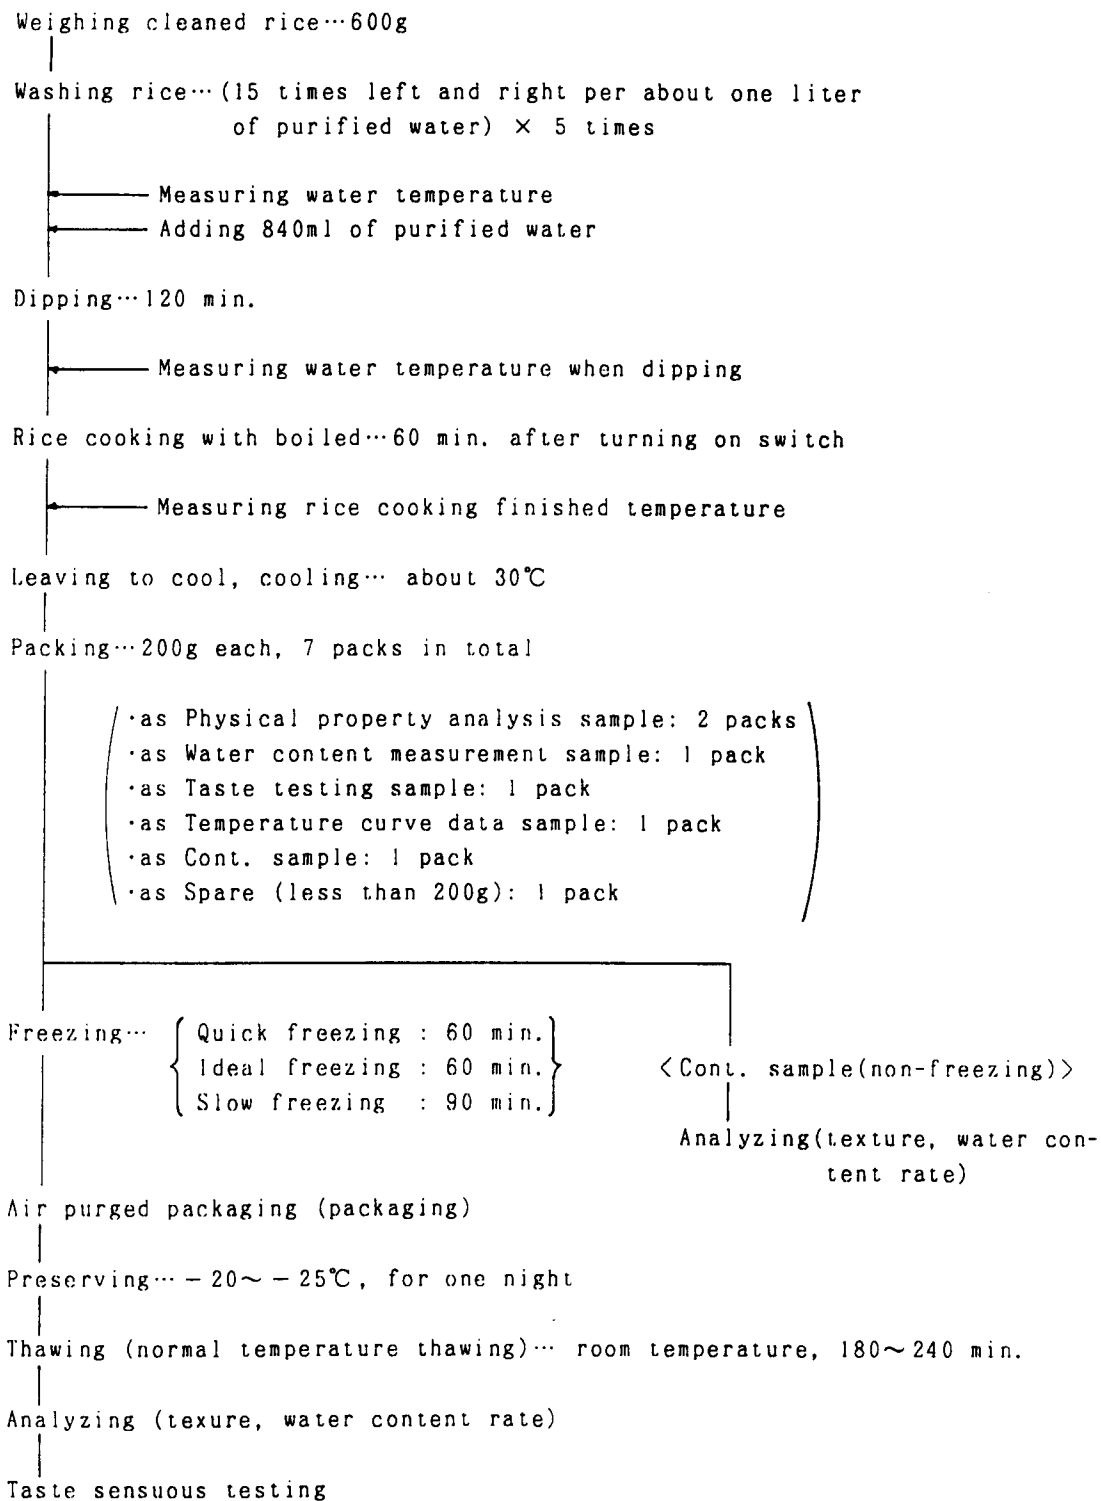 Weighing cleaned rice…600g
Washing rice…(15 times left and right per about one liter
of purified water) × 5 times
Measuring water temperature
Adding 840ml of purified water
Dipping…120 min.
Measuring water temperature when dipping
Rice cooking with boiled…60 min. after turning on switch
Measuring rice cooking finished temperature
Leaving to cool, cooling… about 30℃
Packing…200g each, 7 packs in total
·as Physical property analysis sample: 2 packs
·as Water content measurement sample: 1 pack
·as Taste testing sample: 1 pack
·as Temperature curve data sample: 1 pack
·as Cont. sample: 1 pack
·as Spare (less than 200g): 1 pack
Freezing…
Quick freezing : 60 min.
Ideal freezing : 60 min.
Slow freezing : 90 min.
<Cont. sample(non-freezing)>
Analyzing(texture, water con-
tent rate)
Air purged packaging (packaging)
Preserving… −20~−25℃, for one night
Thawing (normal temperature thawing)… room temperature, 180~240 min.
Analyzing (texure, water content rate)
Taste sensuous testing